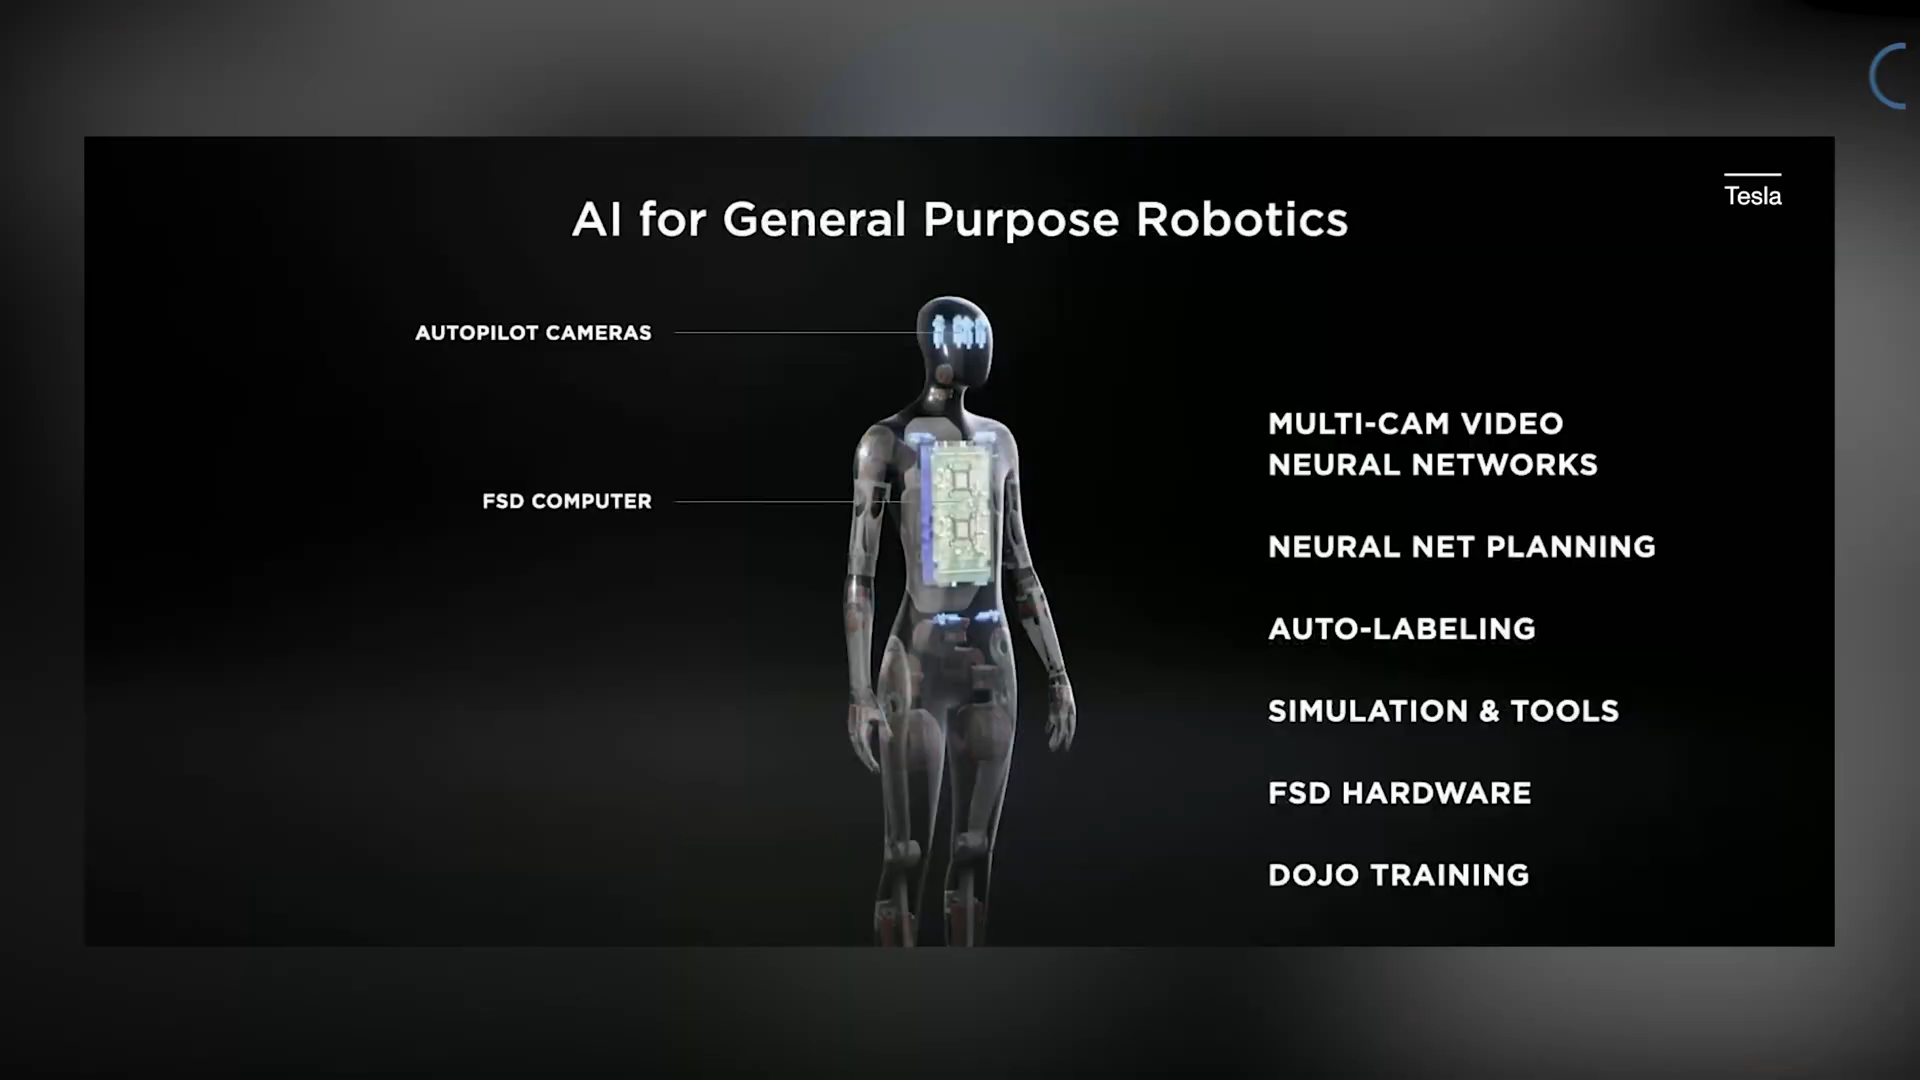 Tesla
AI for General Purpose Robotics
AUTOPILOT CAMERAS
FSD COMPUTER
MULTI-CAM VIDEO
NEURAL NETWORKS
NEURAL NET PLANNING
AUTO-LABELING
SIMULATION & TOOLS
FSD HARDWARE
DOJO TRAINING